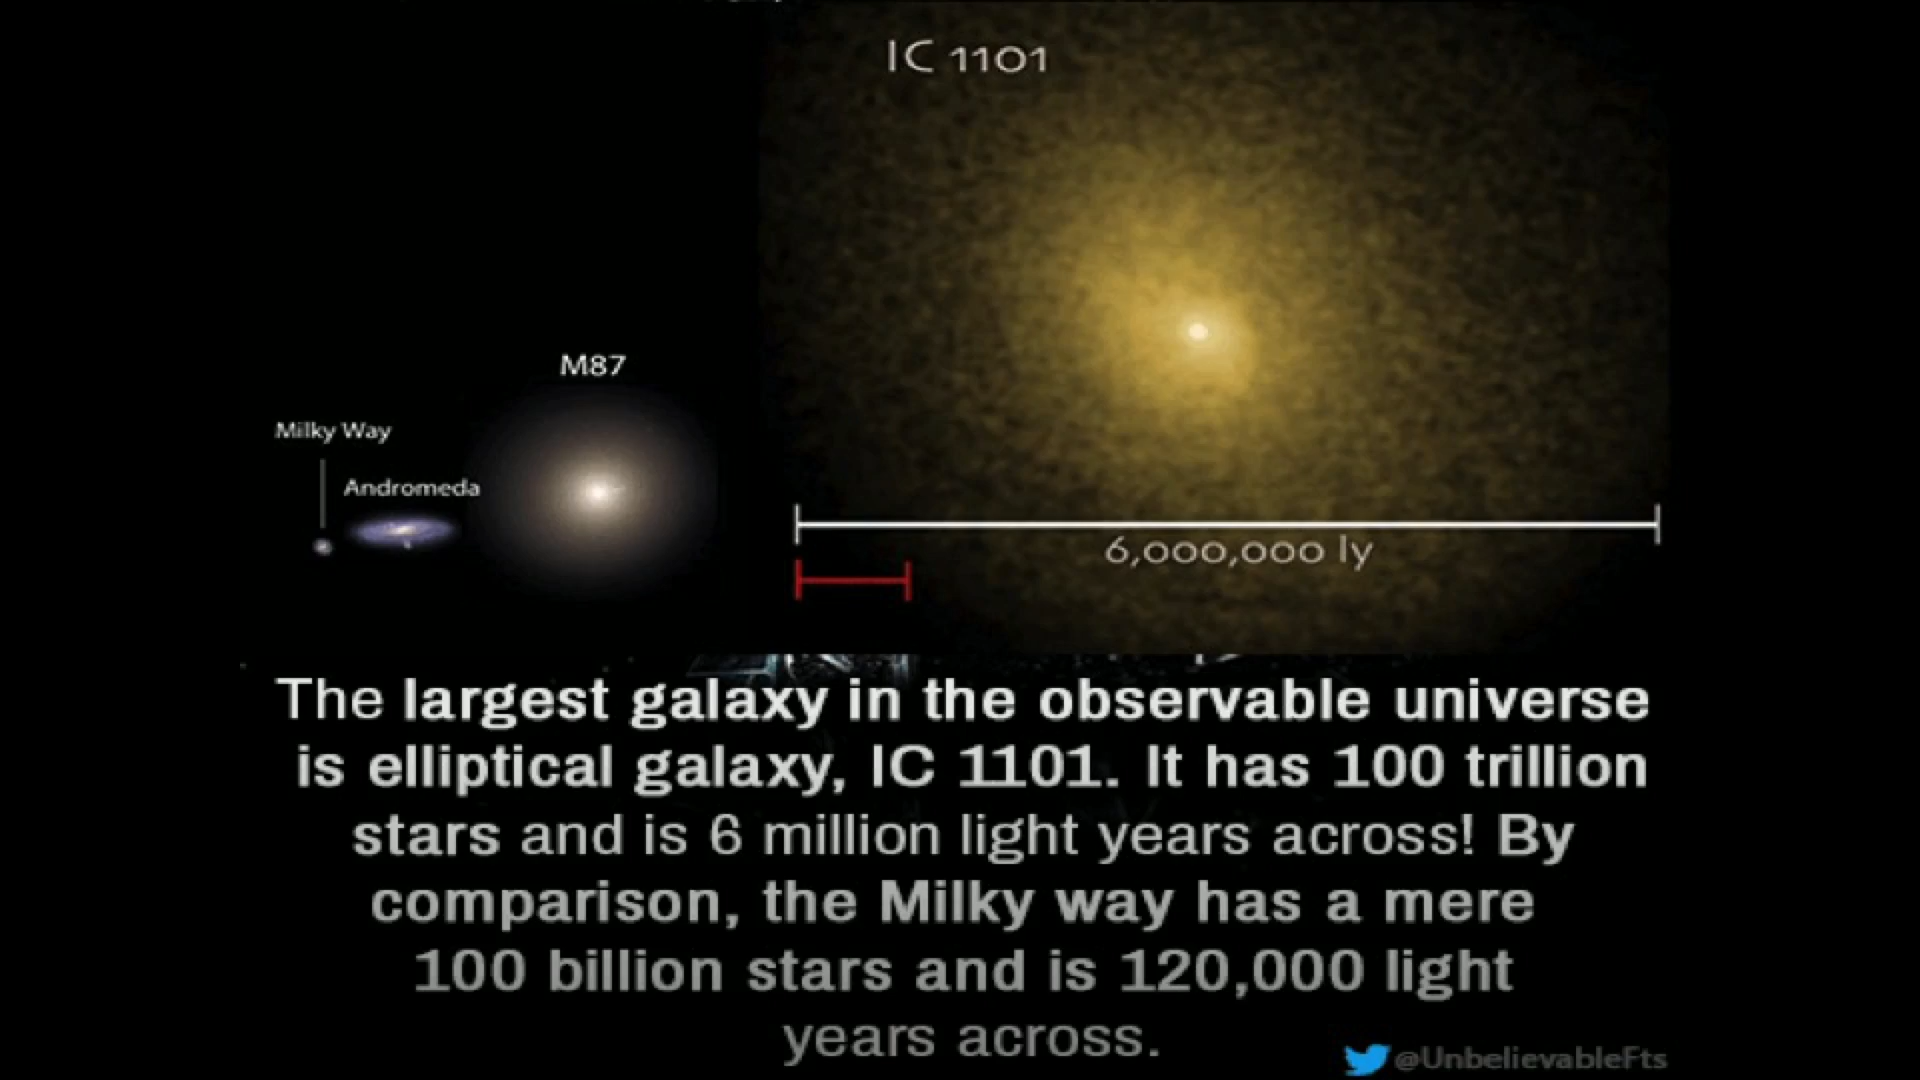 IC 1101
M87
Milky Way
Andromeda
6,000,000 ly
The largest galaxy in the observable universe
is elliptical galaxy, IC 1101. It has 100 trillion
stars and is 6 million light years across! By
comparison, the Milky way has a mere
100 billion stars and is 120,000 light
years across.
@UnbelievableFts